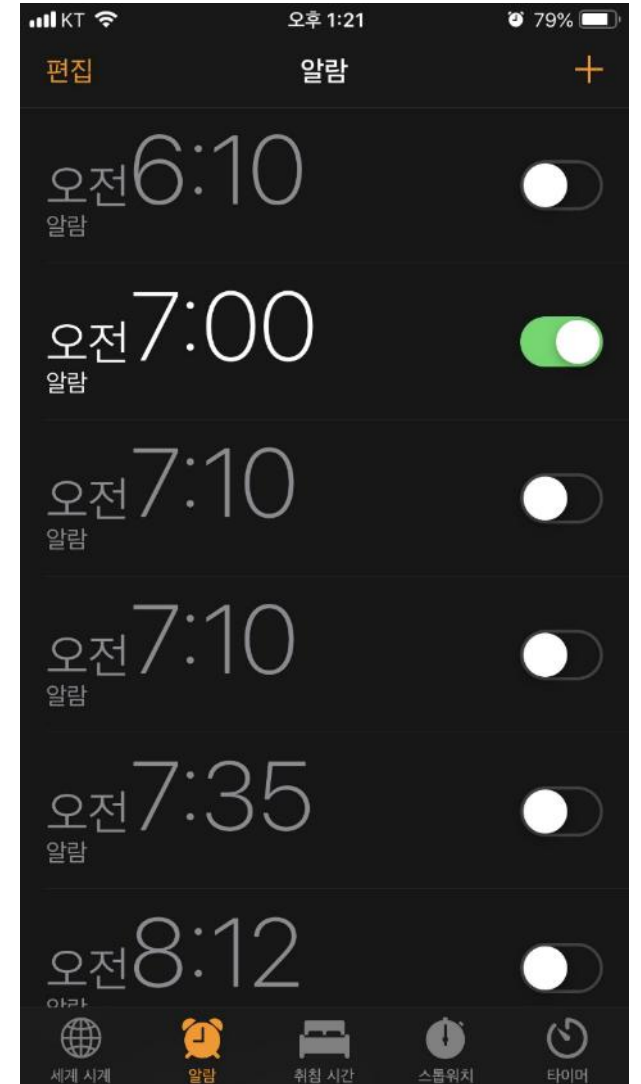 KT 오후 1:21 79%
편집 알람 +
오전 6:10
알람
오전 7:00
알람
오전 7:10
알람
오전 7:10
알람
오전 7:35
알람
오전 8:12
알람
세계 시계 알람 취침 시간 스톱워치 타이머